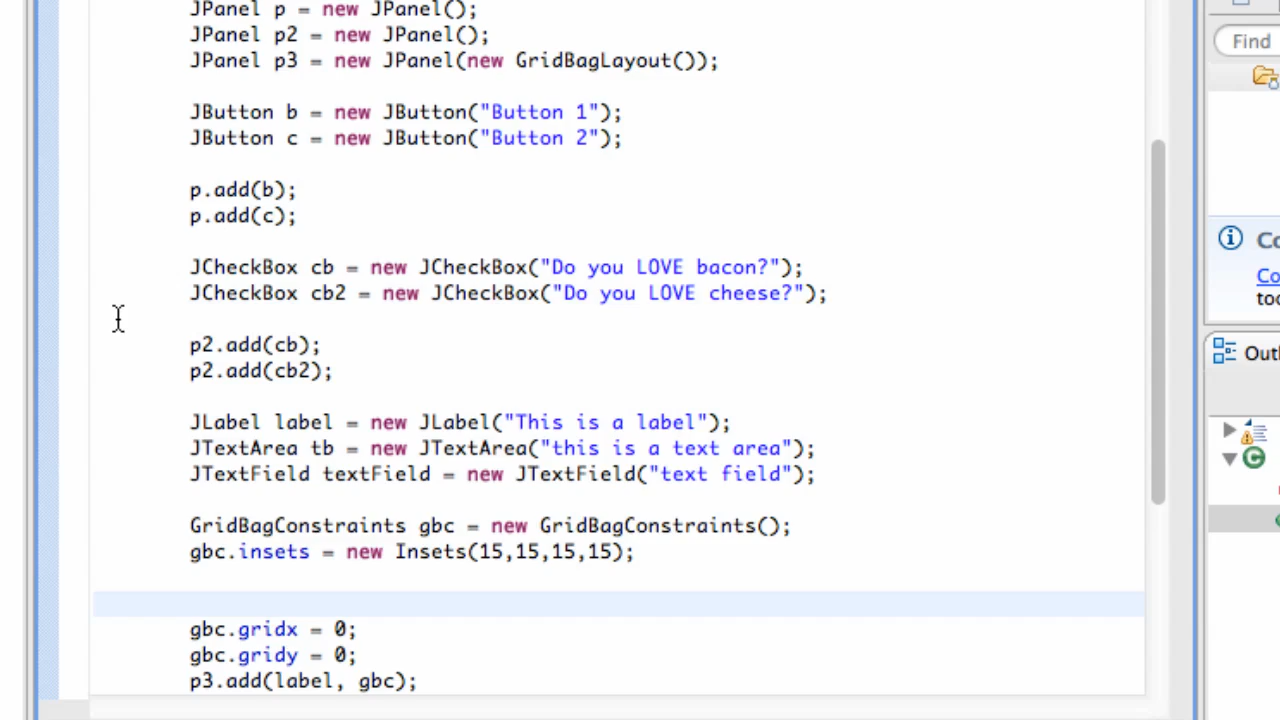 JPanel p = new JPanel();
JPanel p2 = new JPanel();
JPanel p3 = new JPanel(new GridBagLayout());
JButton b = new JButton("Button 1");
JButton c = new JButton("Button 2");
p.add(b);
p.add(c);
JCheckBox cb = new JCheckBox("Do you LOVE bacon?");
JCheckBox cb2 = new JCheckBox("Do you LOVE cheese?");
p2.add(cb);
p2.add(cb2);
JLabel label = new JLabel("This is a label");
JTextArea tb = new JTextArea("this is a text area");
JTextField textField = new JTextField("text field");
GridBagConstraints gbc = new GridBagConstraints();
gbc.insets = new Insets(15,15,15,15);
gbc.gridx = 0;
gbc.gridy = 0;
p3.add(label, gbc);
Find
Co
Co
too
Outl